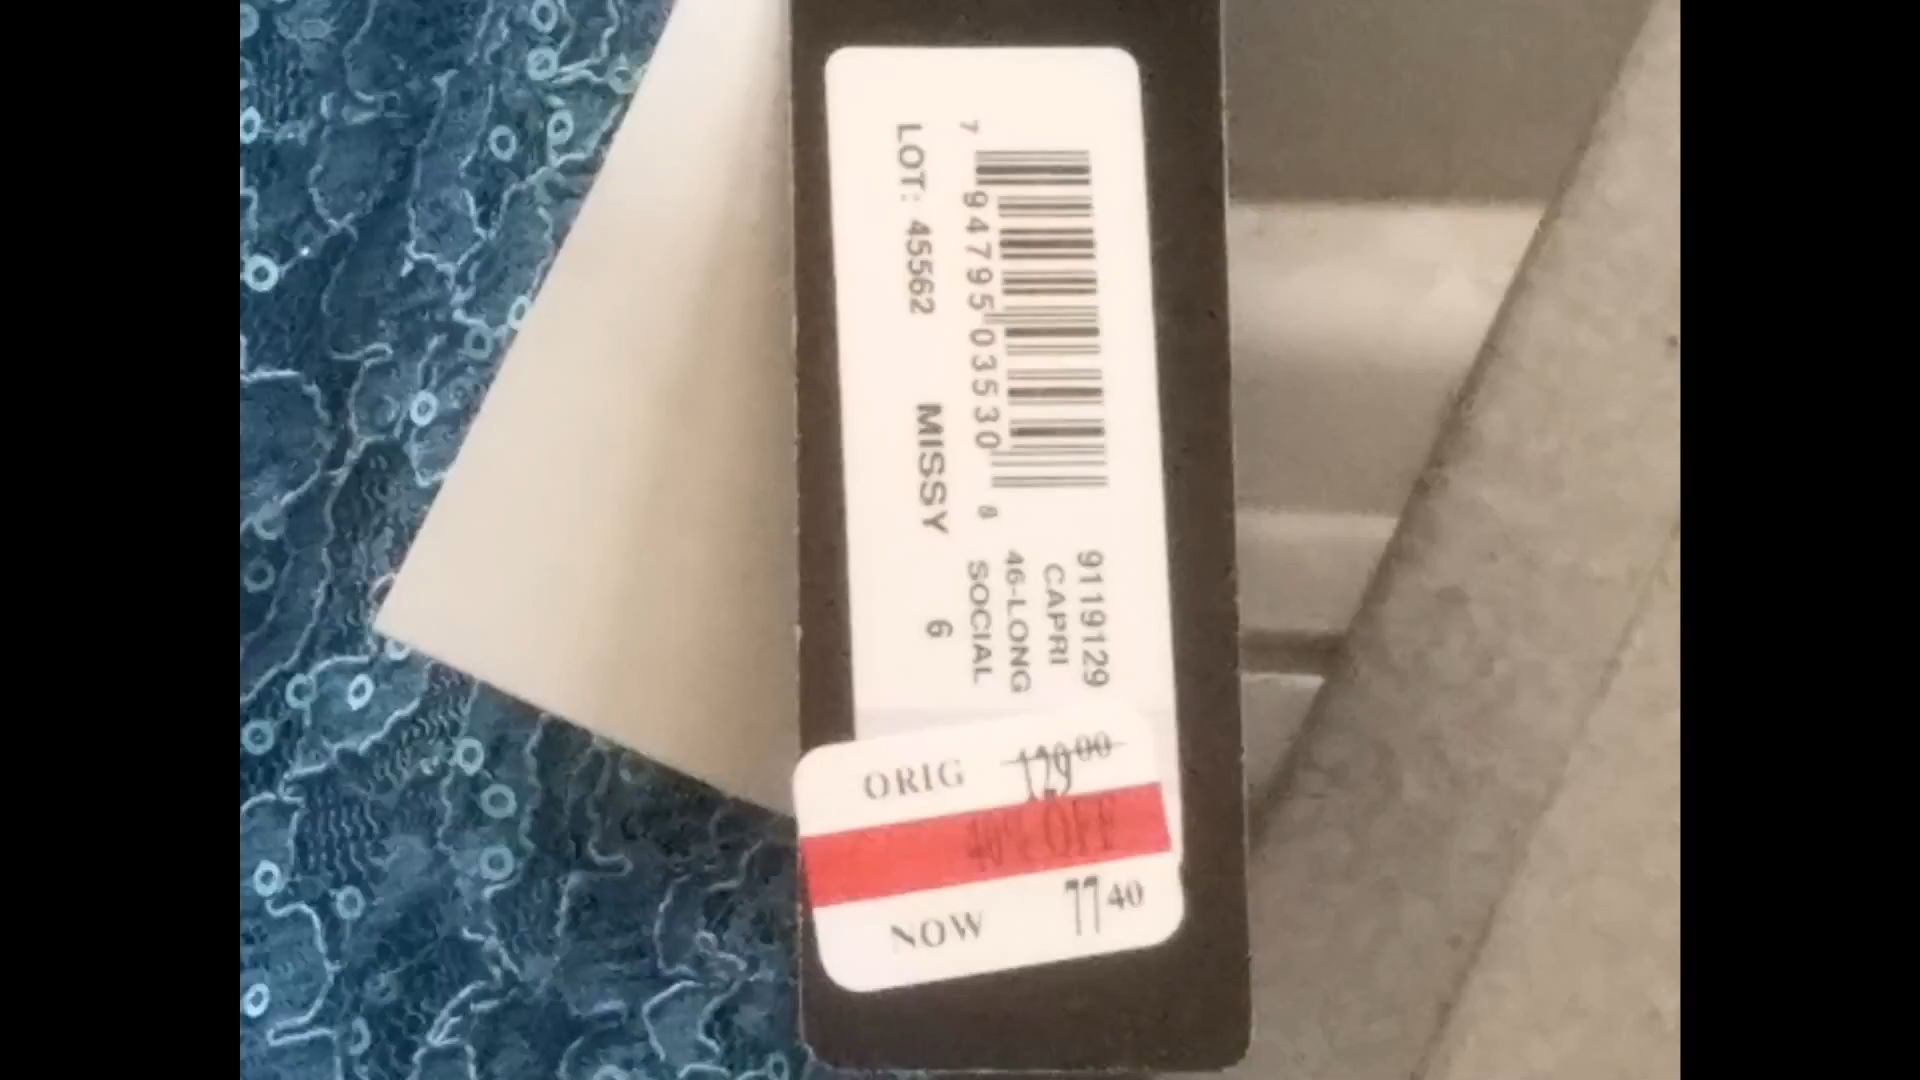 9119129
CAPRI
46-LONG
SOCIAL
7 94795 03530 8
LOT: 45562 MISSY 6
ORIG 129.00
40% OFF
NOW 77.40